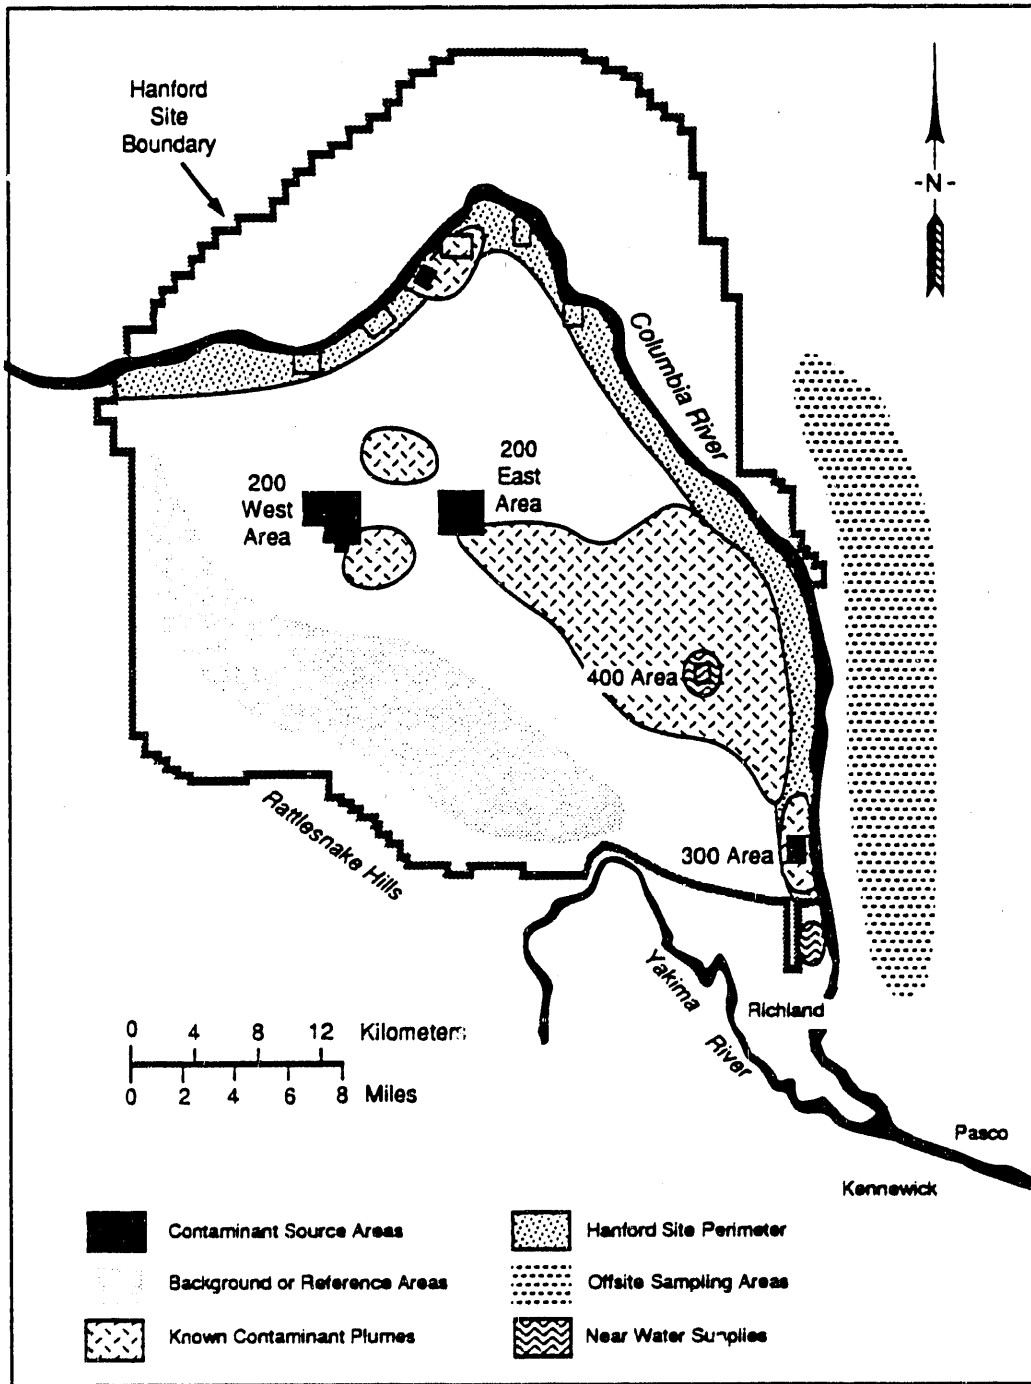 Hanford
Site
Boundary
-N-
Columbia River
200
East
Area
200
West
Area
400 Area
Rattlesnake Hills
300 Area
Yakima
River
Richland
0 4 8 12 Kilometers
0 2 4 6 8 Miles
Pasco
Kennewick
Contaminant Source Areas
Hanford Site Perimeter
Background or Reference Areas
Offsite Sampling Areas
Known Contaminant Plumes
Near Water Supplies